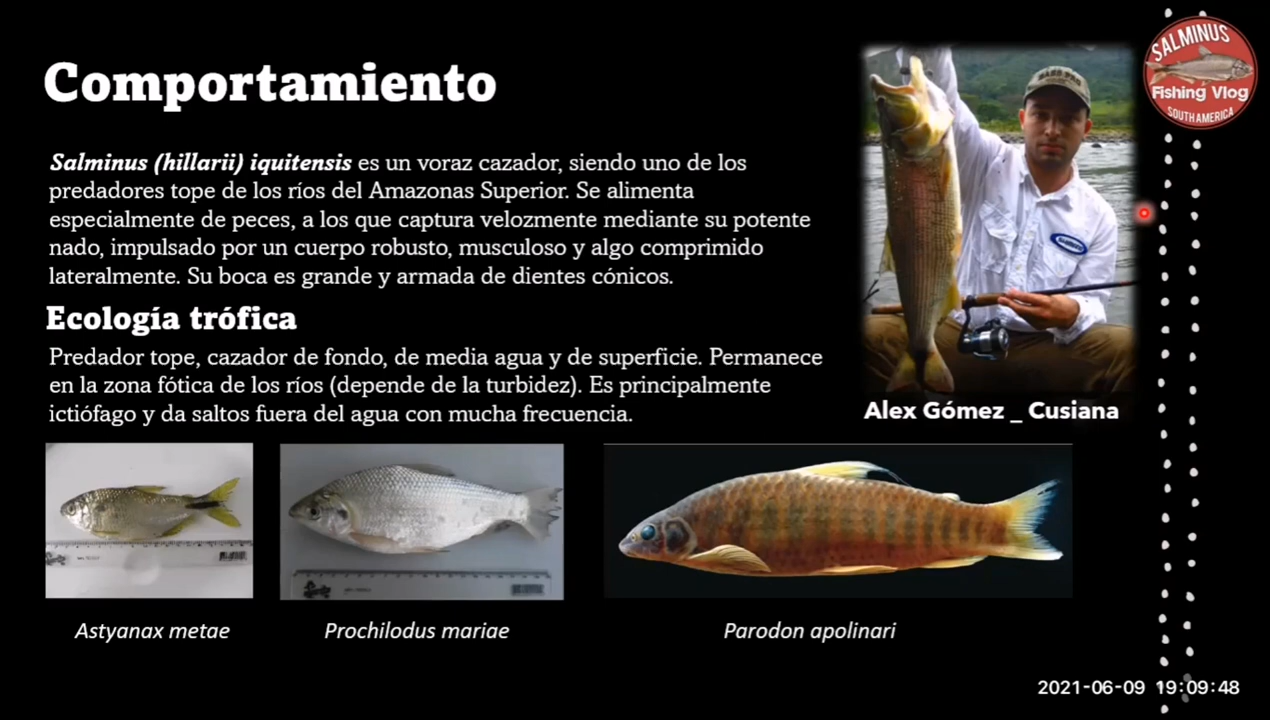 Comportamiento
Salminus (hillarii) iquitensis es un voraz cazador, siendo uno de los
predadores tope de los ríos del Amazonas Superior. Se alimenta
especialmente de peces, a los que captura velozmente mediante su potente
nado, impulsado por un cuerpo robusto, musculoso y algo comprimido
lateralmente. Su boca es grande y armada de dientes cónicos.
Ecología trófica
Predador tope, cazador de fondo, de media agua y de superficie. Permanece
en la zona fótica de los ríos (depende de la turbidez). Es principalmente
ictiófago y da saltos fuera del agua con mucha frecuencia.
SALMINUS
Fishing Vlog
SOUTH AMERICA
Alex Gómez _ Cusiana
Astyanax metae
Prochilodus mariae
Parodon apolinari
2021-06-09 19:09:48